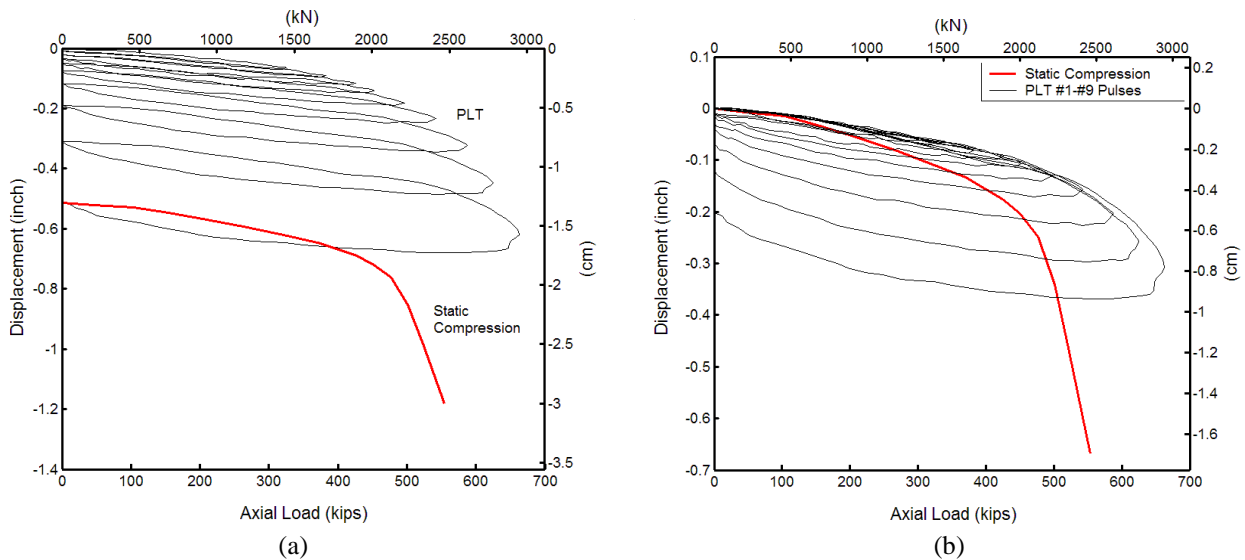 (kN)
0 500 1000 1500 2000 2500 3000
0
-0.2
-0.4
-0.6
-0.8
-1
-1.2
-1.4
Displacement (inch)
PLT
Static
Compression
0
-0.5
-1
-1.5
-2
-2.5
-3
-3.5
(cm)
0 100 200 300 400 500 600 700
Axial Load (kips)
(a)
(kN)
0 500 1000 1500 2000 2500 3000
0.1
0
-0.1
-0.2
-0.3
-0.4
-0.5
-0.6
-0.7
Displacement (inch)
Static Compression
PLT #1-#9 Pulses
0.2
0
-0.2
-0.4
-0.6
-0.8
-1
-1.2
-1.4
-1.6
(cm)
0 100 200 300 400 500 600 700
Axial Load (kips)
(b)